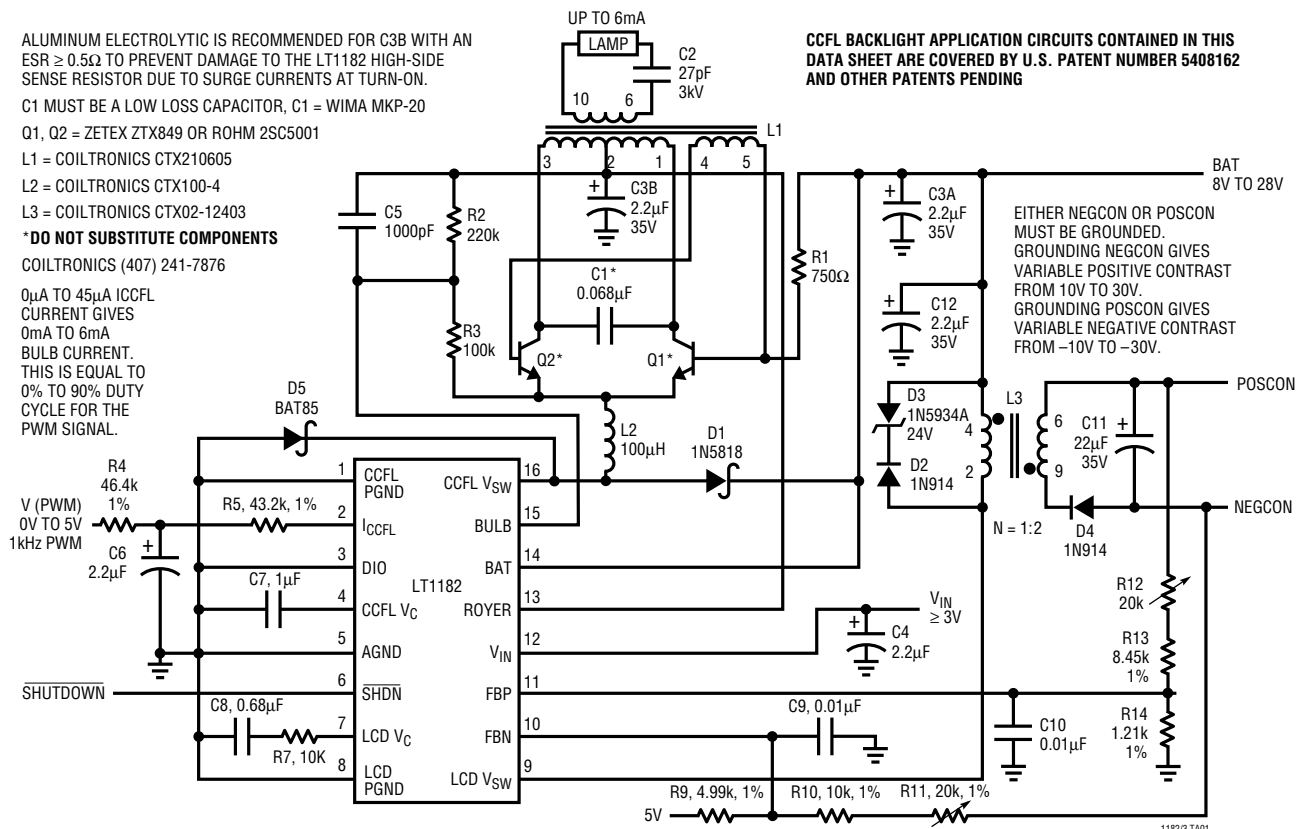 ALUMINUM ELECTROLYTIC IS RECOMMENDED FOR C3B WITH AN
ESR ≥ 0.5Ω TO PREVENT DAMAGE TO THE LT1182 HIGH-SIDE
SENSE RESISTOR DUE TO SURGE CURRENTS AT TURN-ON.
C1 MUST BE A LOW LOSS CAPACITOR, C1 = WIMA MKP-20
Q1, Q2 = ZETEX ZTX849 OR ROHM 2SC5001
L1 = COILTRONICS CTX210605
L2 = COILTRONICS CTX100-4
L3 = COILTRONICS CTX02-12403
*DO NOT SUBSTITUTE COMPONENTS
COILTRONICS (407) 241-7876
0µA TO 45µA ICCFL
CURRENT GIVES
0mA TO 6mA
BULB CURRENT.
THIS IS EQUAL TO
0% TO 90% DUTY
CYCLE FOR THE
PWM SIGNAL.
UP TO 6mA
LAMP
C2
27pF
3kV
10
6
L1
3
2
1
4
5
CCFL BACKLIGHT APPLICATION CIRCUITS CONTAINED IN THIS
DATA SHEET ARE COVERED BY U.S. PATENT NUMBER 5408162
AND OTHER PATENTS PENDING
BAT
8V TO 28V
C5
1000pF
R2
220k
C3B
+
2.2µF
35V
C1*
0.068µF
R3
100k
Q2*
Q1*
R1
750Ω
C3A
+
2.2µF
35V
C12
+
2.2µF
35V
EITHER NEGCON OR POSCON
MUST BE GROUNDED.
GROUNDING NEGCON GIVES
VARIABLE POSITIVE CONTRAST
FROM 10V TO 30V.
GROUNDING POSCON GIVES
VARIABLE NEGATIVE CONTRAST
FROM –10V TO –30V.
D5
BAT85
L2
100µH
D1
1N5818
D3
1N5934A
24V
D2
1N914
L3
4
2
6
9
N = 1:2
C11
+
22µF
35V
D4
1N914
POSCON
NEGCON
R4
46.4k
1%
V (PWM)
0V TO 5V
1kHz PWM
C6
+
2.2µF
R5, 43.2k, 1%
C7, 1µF
SHUTDOWN
C8, 0.68µF
R7, 10K
LT1182
1
CCFL
PGND
2
ICCFL
3
DIO
4
CCFL VC
5
AGND
6
SHDN
7
LCD VC
8
LCD
PGND
16
CCFL VSW
15
BULB
14
BAT
13
ROYER
12
VIN
11
FBP
10
FBN
9
LCD VSW
VIN
≥ 3V
C4
+
2.2µF
C9, 0.01µF
C10
0.01µF
R12
20k
R13
8.45k
1%
R14
1.21k
1%
5V
R9, 4.99k, 1%
R10, 10k, 1%
R11, 20k, 1%
1182/3 TA01